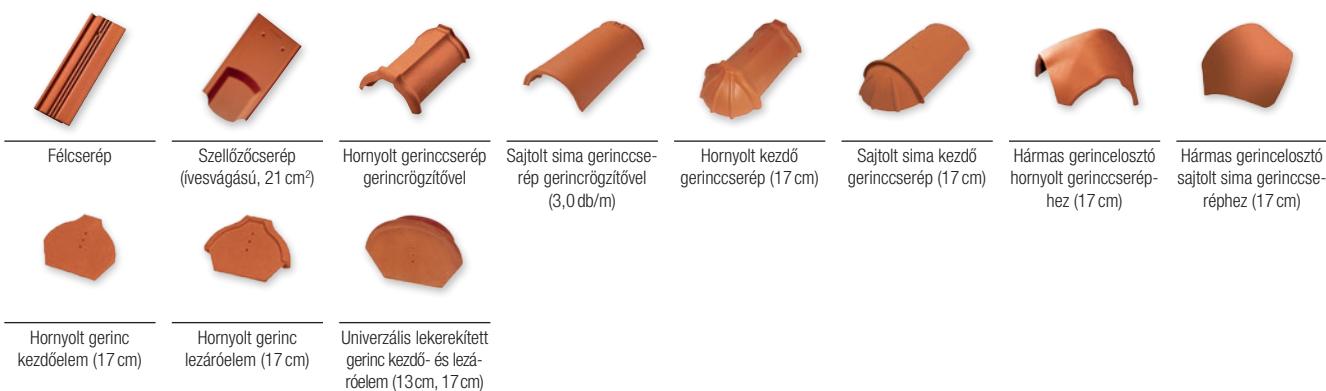 Félcserép
Szellőzőcserép
(ívesvágású, 21 cm²)
Hornyolt gerinccserép
gerincrögzítővel
Sajtolt sima gerinccse-
rép gerincrögzítővel
(3,0 db/m)
Hornyolt kezdő
gerinccserép (17 cm)
Sajtolt sima kezdő
gerinccserép (17 cm)
Hármas gerincelosztó
hornyolt gerinccserép-
hez (17 cm)
Hármas gerincelosztó
sajtolt sima gerinccse-
réphez (17 cm)
Hornyolt gerinc
kezdőelem (17 cm)
Hornyolt gerinc
lezáróelem (17 cm)
Univerzális lekerekített
gerinc kezdő- és lezá-
róelem (13 cm, 17 cm)